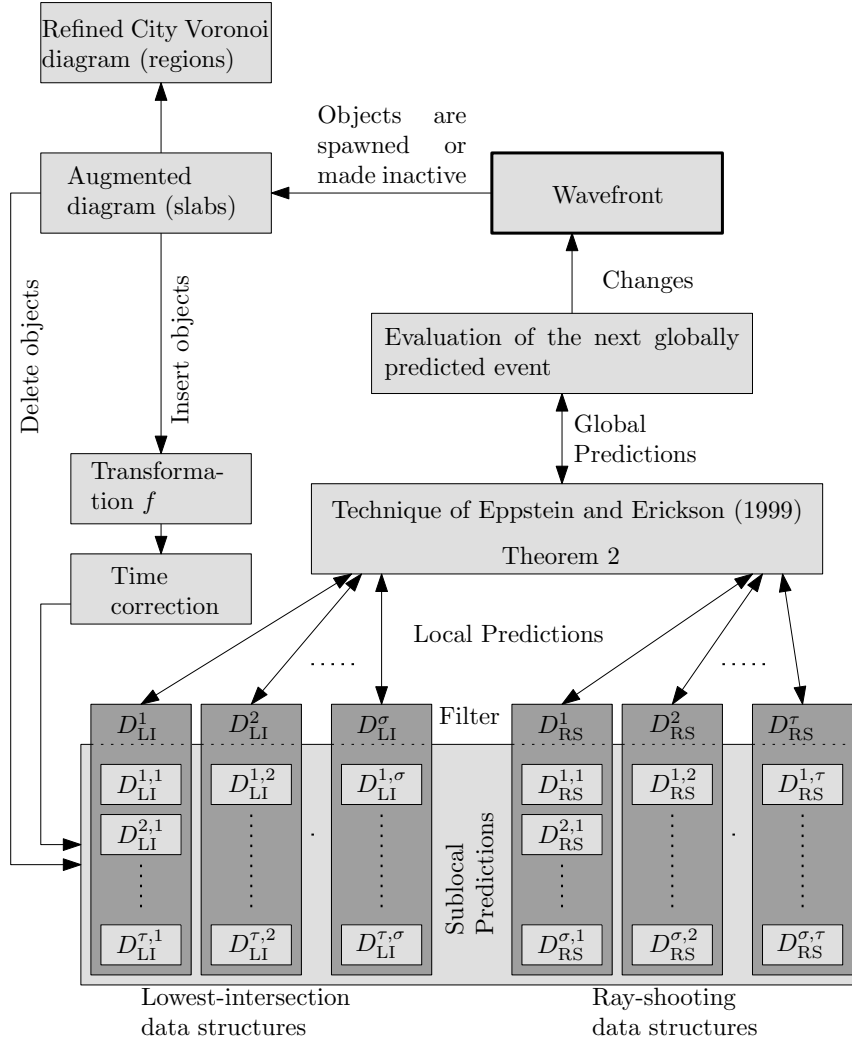 Refined City Voronoi
diagram (regions)
Objects are
spawned or
made inactive
Augmented
diagram (slabs)
Wavefront
Changes
Delete objects
Insert objects
Evaluation of the next globally
predicted event
Global
Predictions
Transforma-
tion f
Technique of Eppstein and Erickson (1999)
Theorem 2
Time
correction
Local Predictions
.....
.....
D^1_LI
D^2_LI
D^σ_LI
Filter
D^1_RS
D^2_RS
D^τ_RS
D^{1,1}_LI
D^{1,2}_LI
D^{1,σ}_LI
D^{1,1}_RS
D^{1,2}_RS
D^{1,τ}_RS
D^{2,1}_LI
D^{2,1}_RS
Sublocal
Predictions
D^{τ,1}_LI
D^{τ,2}_LI
D^{τ,σ}_LI
D^{σ,1}_RS
D^{σ,2}_RS
D^{σ,τ}_RS
Lowest-intersection
data structures
Ray-shooting
data structures